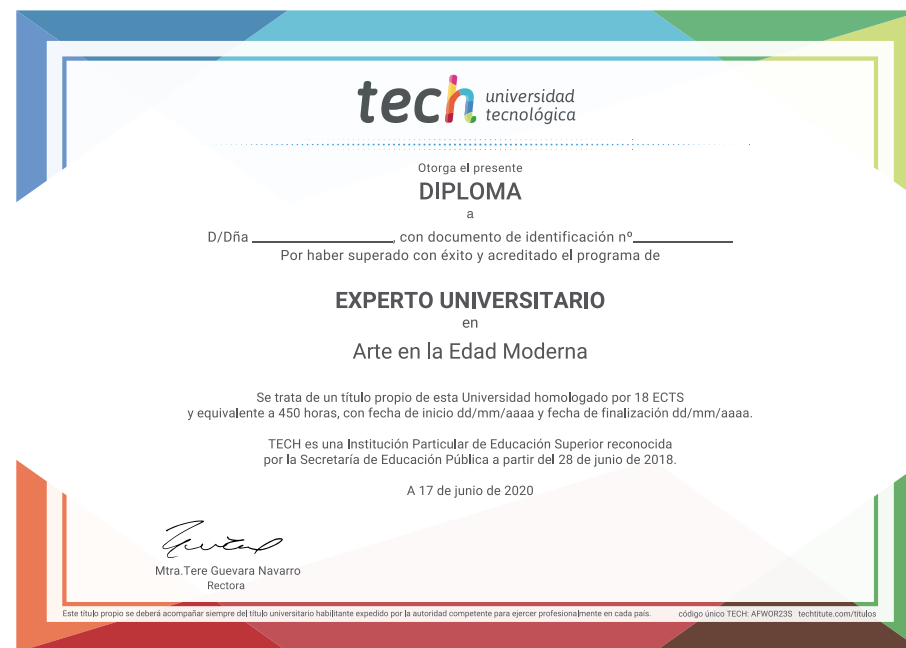 tech universidad
tecnológica
Otorga el presente
DIPLOMA
a
D/Dña ____________________, con documento de identificación nº______________
Por haber superado con éxito y acreditado el programa de
EXPERTO UNIVERSITARIO
en
Arte en la Edad Moderna
Se trata de un título propio de esta Universidad homologado por 18 ECTS
y equivalente a 450 horas, con fecha de inicio dd/mm/aaaa y fecha de finalización dd/mm/aaaa.
TECH es una Institución Particular de Educación Superior reconocida
por la Secretaría de Educación Pública a partir del 28 de junio de 2018.
A 17 de junio de 2020
Mtra.Tere Guevara Navarro
Rectora
Este título propio se deberá acompañar siempre del título universitario habilitante expedido por la autoridad competente para ejercer profesionalmente en cada país. código único TECH: AFWOR23S techtitute.com/titulos